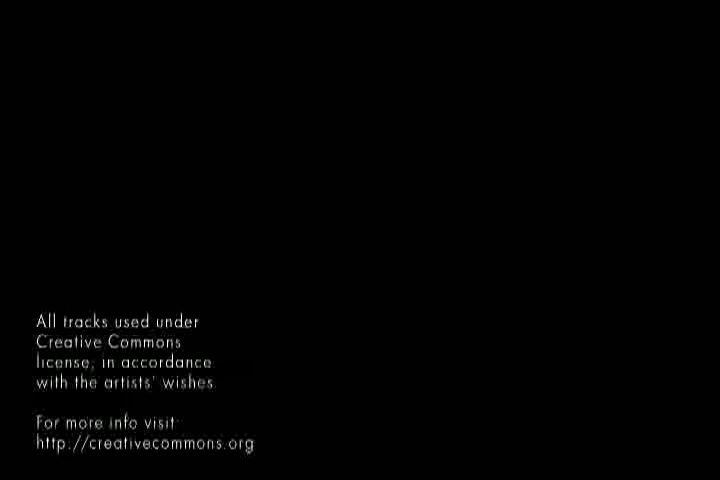 All tracks used under
Creative Commons
license, in accordance
with the artists' wishes.

For more info visit:
http://creativecommons.org